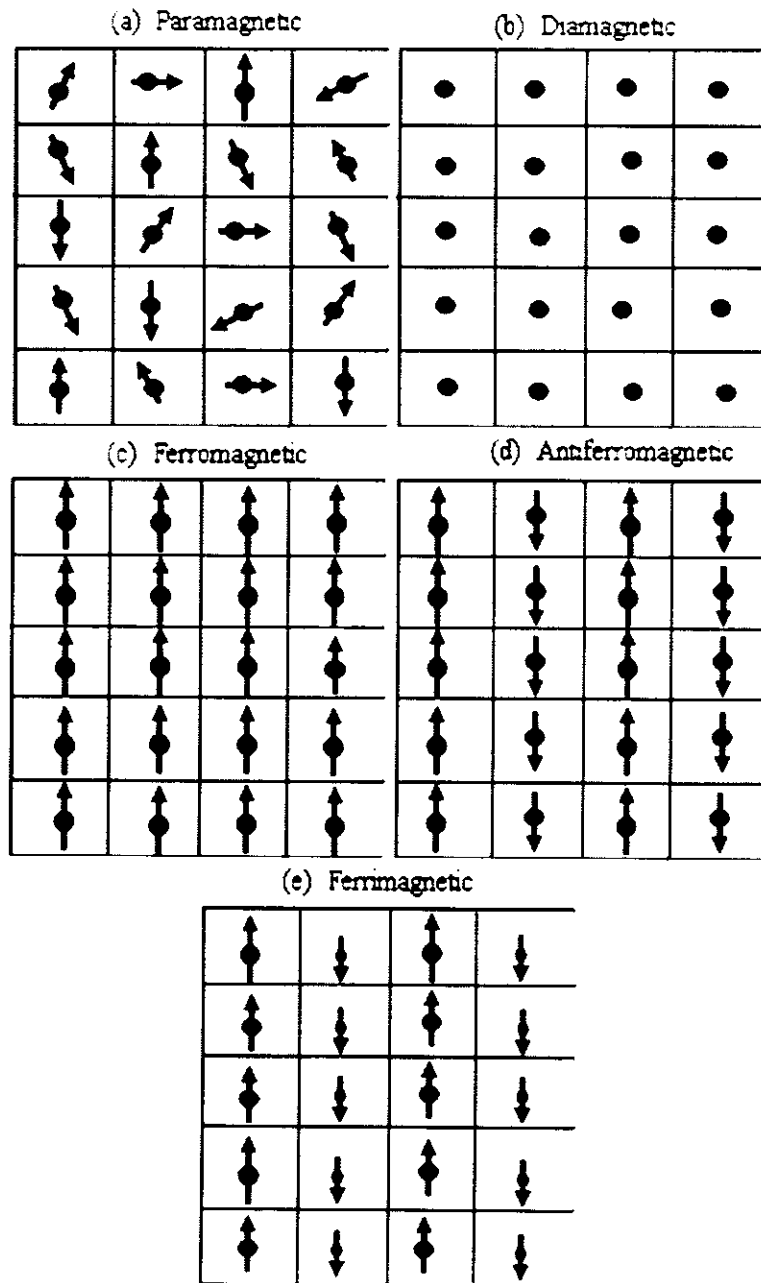 (a) Paramagnetic
(b) Diamagnetic
(c) Ferromagnetic
(d) Antiferromagnetic
(e) Ferrimagnetic